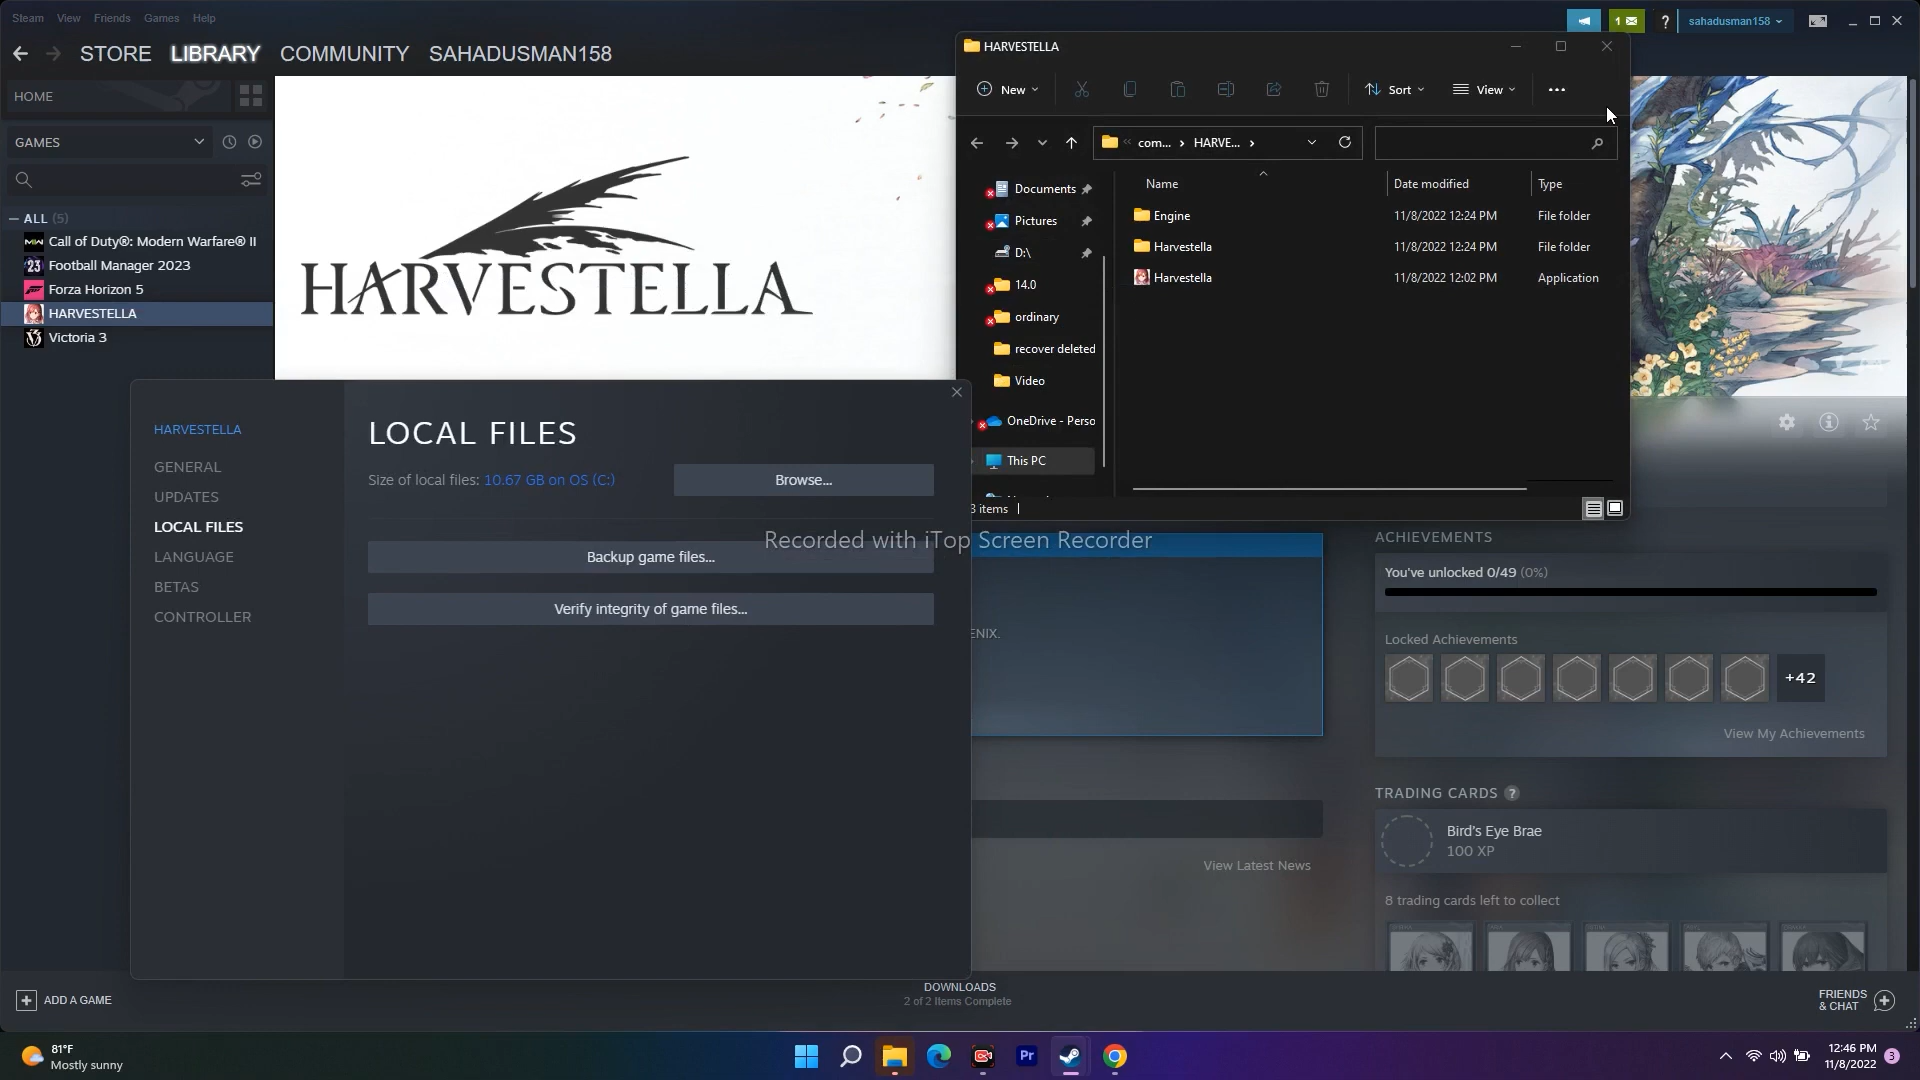 Steam View Friends Games Help
1
?
sahadusman158
STORE LIBRARY COMMUNITY SAHADUSMAN158
HOME
GAMES
ALL (5)
Call of Duty®: Modern Warfare® II
Football Manager 2023
Forza Horizon 5
HARVESTELLA
Victoria 3
HARVESTELLA
HARVESTELLA
New
Sort
View
com... HARVE...
Documents
Pictures
D:\
14.0
ordinary
recover deleted
Video
OneDrive - Perso
This PC
Name Date modified Type
Engine 11/8/2022 12:24 PM File folder
Harvestella 11/8/2022 12:24 PM File folder
Harvestella 11/8/2022 12:02 PM Application
3 items
HARVESTELLA
GENERAL
UPDATES
LOCAL FILES
LANGUAGE
BETAS
CONTROLLER
LOCAL FILES
Size of local files: 10.67 GB on OS (C:)
Browse...
Backup game files...
Verify integrity of game files...
Recorded with iTop Screen Recorder
ENIX.
View Latest News
ACHIEVEMENTS
You've unlocked 0/49 (0%)
Locked Achievements
+42
View My Achievements
TRADING CARDS ?
Bird's Eye Brae
100 XP
8 trading cards left to collect
ADD A GAME
DOWNLOADS
2 of 2 Items Complete
FRIENDS
& CHAT
81°F
Mostly sunny
Pr
12:46 PM
11/8/2022
3